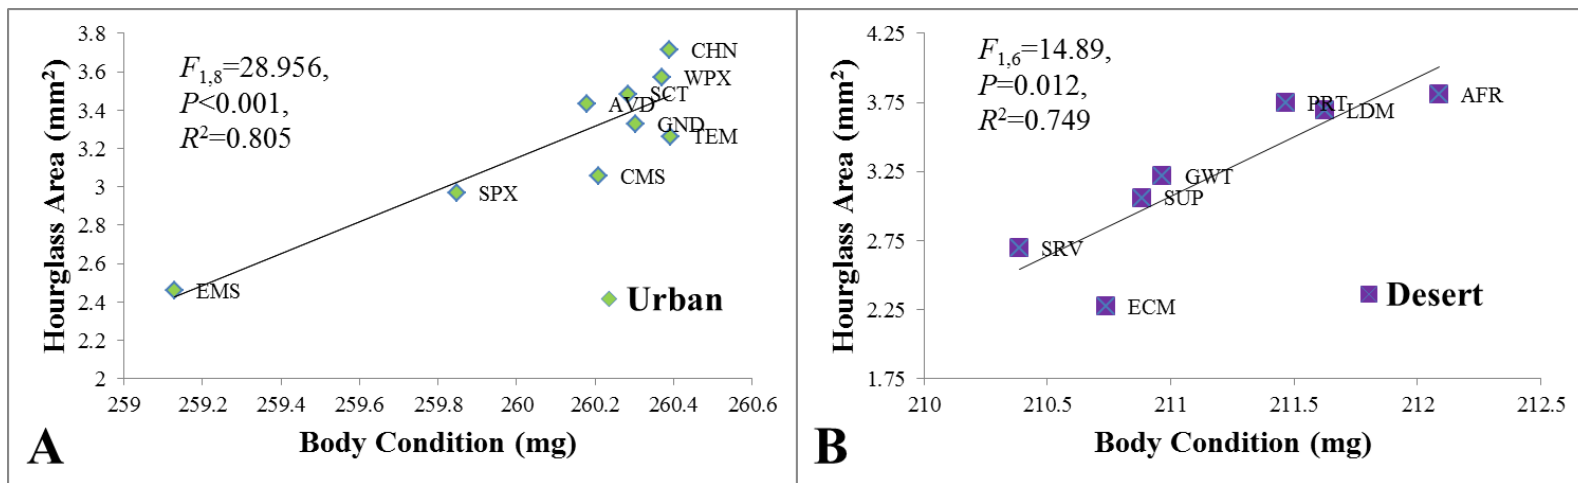 3.8
3.6
3.4
3.2
3
2.8
2.6
2.4
2.2
2
Hourglass Area (mm²)
F1,8=28.956,
P<0.001,
R²=0.805
CHN
WPX
SCT
AVD
GND
TEM
CMS
SPX
EMS
Urban
259
259.2
259.4
259.6
259.8
260
260.2
260.4
260.6
Body Condition (mg)
A
4.25
3.75
3.25
2.75
2.25
1.75
Hourglass Area (mm²)
F1,6=14.89,
P=0.012,
R²=0.749
PRT
LDM
AFR
GWT
SUP
SRV
ECM
Desert
210
210.5
211
211.5
212
212.5
Body Condition (mg)
B